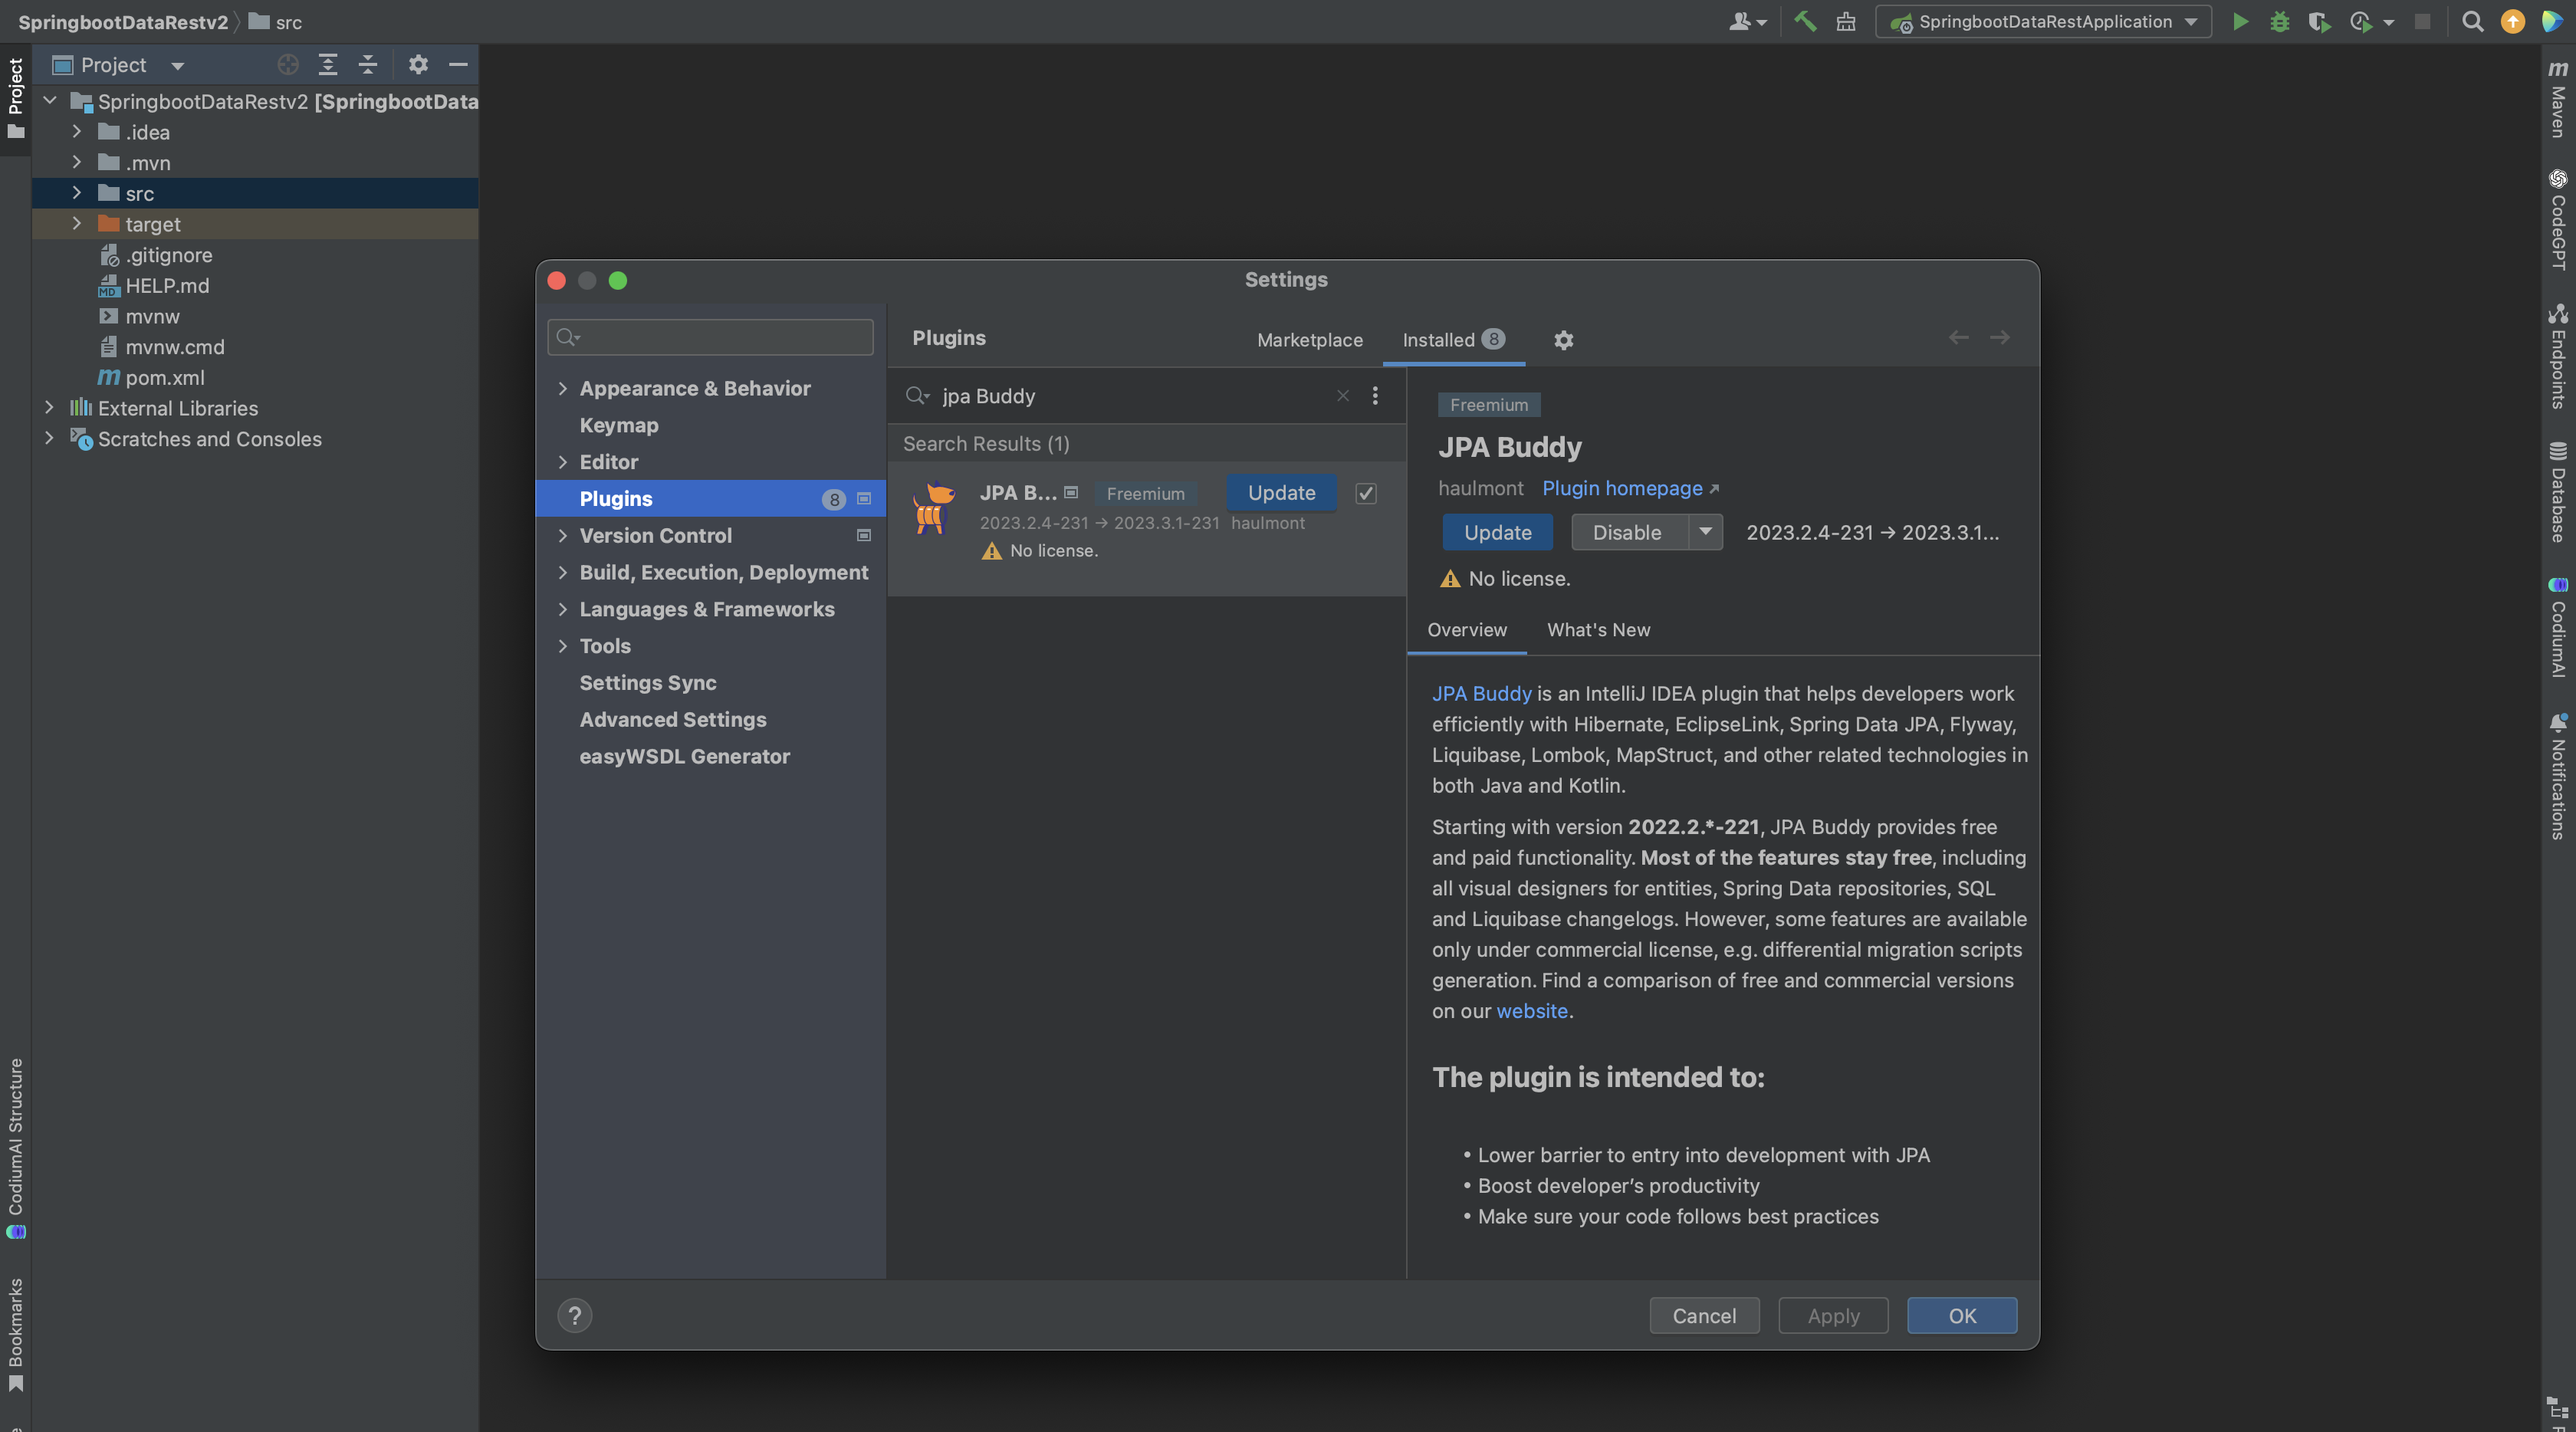 SpringbootDataRestv2
src
SpringbootDataRestApplication
Project
Project
SpringbootDataRestv2 [SpringbootData
.idea
.mvn
src
target
.gitignore
HELP.md
mvnw
mvnw.cmd
pom.xml
External Libraries
Scratches and Consoles
CodiumAI Structure
Bookmarks
Settings
Appearance & Behavior
Keymap
Editor
Plugins 8
Version Control
Build, Execution, Deployment
Languages & Frameworks
Tools
Settings Sync
Advanced Settings
easyWSDL Generator
Plugins
Marketplace
Installed 8
jpa Buddy
Search Results (1)
JPA B... Freemium Update
2023.2.4-231 → 2023.3.1-231 haulmont
No license.
Freemium
JPA Buddy
haulmont Plugin homepage ↗
Update Disable 2023.2.4-231 → 2023.3.1...
No license.
Overview What's New
JPA Buddy is an IntelliJ IDEA plugin that helps developers work
efficiently with Hibernate, EclipseLink, Spring Data JPA, Flyway,
Liquibase, Lombok, MapStruct, and other related technologies in
both Java and Kotlin.
Starting with version 2022.2.*-221, JPA Buddy provides free
and paid functionality. Most of the features stay free, including
all visual designers for entities, Spring Data repositories, SQL
and Liquibase changelogs. However, some features are available
only under commercial license, e.g. differential migration scripts
generation. Find a comparison of free and commercial versions
on our website.
The plugin is intended to:
• Lower barrier to entry into development with JPA
• Boost developer’s productivity
• Make sure your code follows best practices
?
Cancel
Apply
OK
m
Maven
CodeGPT
Endpoints
Database
CodiumAI
Notifications